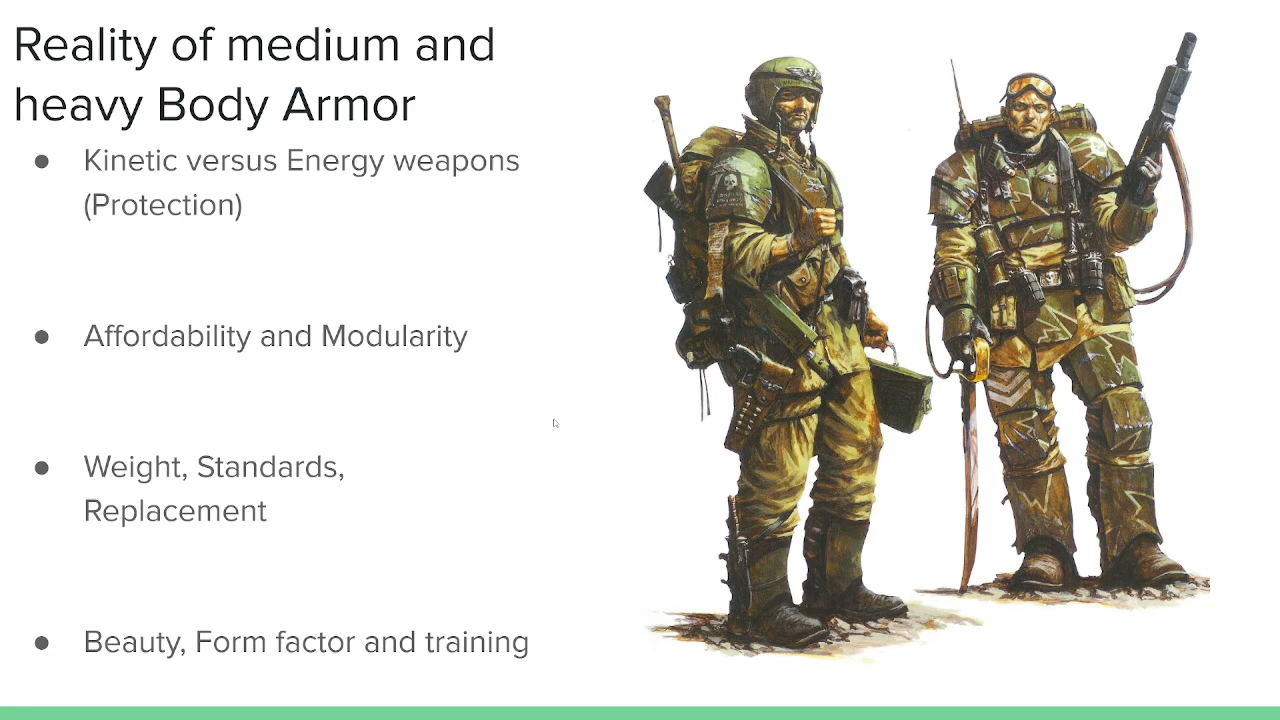 Reality of medium and
heavy Body Armor
● Kinetic versus Energy weapons
(Protection)
● Affordability and Modularity
● Weight, Standards,
Replacement
● Beauty, Form factor and training